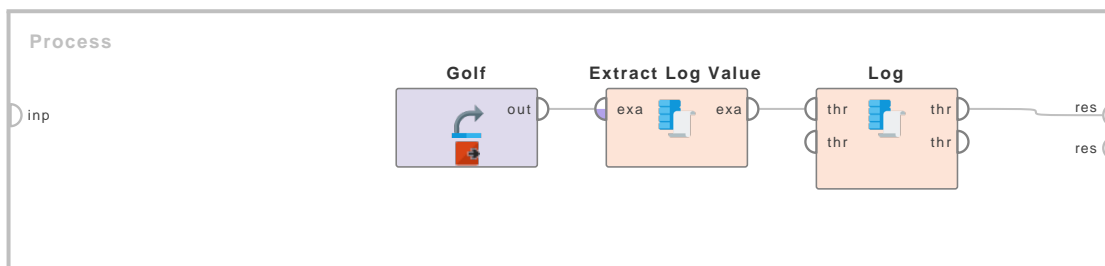 Process
Golf Extract Log Value Log
inp out exa exa thr thr res
thr thr res